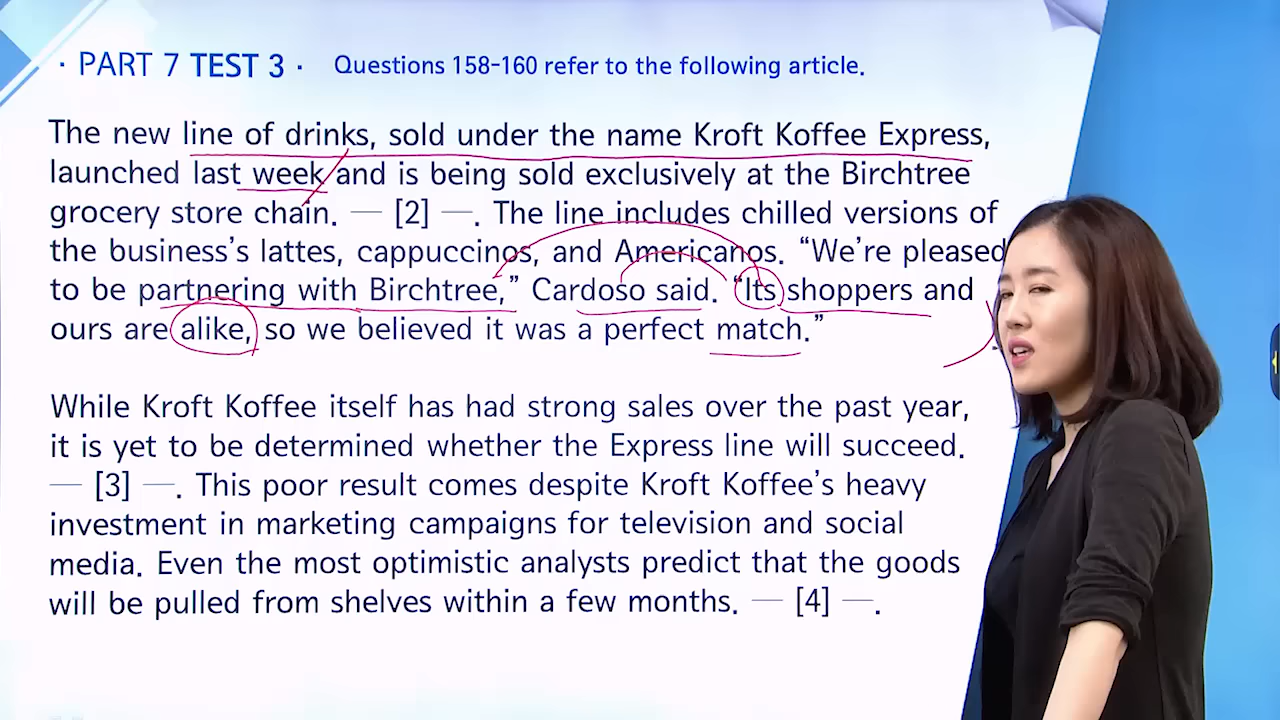 · PART 7 TEST 3 · Questions 158-160 refer to the following article.
The new line of drinks, sold under the name Kroft Koffee Express,
launched last week and is being sold exclusively at the Birchtree
grocery store chain. — [2] —. The line includes chilled versions of
the business's lattes, cappuccinos, and Americanos. “We're pleased
to be partnering with Birchtree,” Cardoso said. “Its shoppers and
ours are alike, so we believed it was a perfect match.”
While Kroft Koffee itself has had strong sales over the past year,
it is yet to be determined whether the Express line will succeed.
— [3] —. This poor result comes despite Kroft Koffee's heavy
investment in marketing campaigns for television and social
media. Even the most optimistic analysts predict that the goods
will be pulled from shelves within a few months. — [4] —.